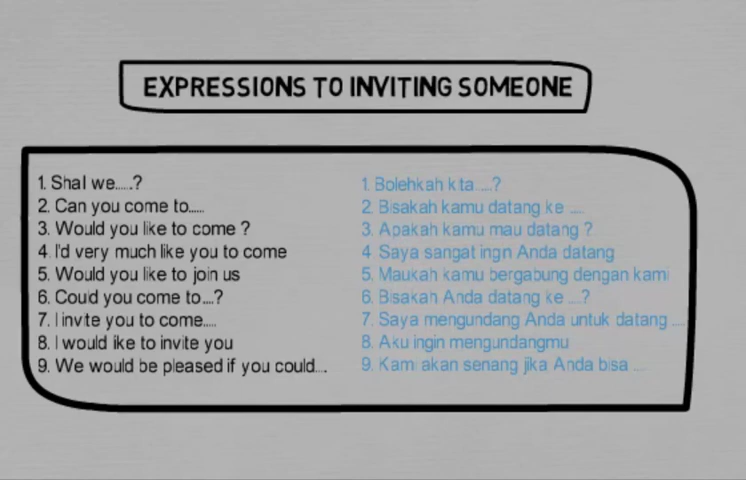 EXPRESSIONS TO INVITING SOMEONE
1. Shal we.....?
2. Can you come to.....
3. Would you like to come ?
4. I'd very much like you to come
5. Would you like to join us
6. Could you come to....?
7. I invite you to come.....
8. I would like to invite you
9. We would be pleased if you could....
1. Bolehkah kita.....?
2. Bisakah kamu datang ke ....
3. Apakah kamu mau datang ?
4. Saya sangat ingin Anda datang
5. Maukah kamu bergabung dengan kami
6. Bisakah Anda datang ke ....?
7. Saya mengundang Anda untuk datang ....
8. Aku ingin mengundangmu
9. Kami akan senang jika Anda bisa ....